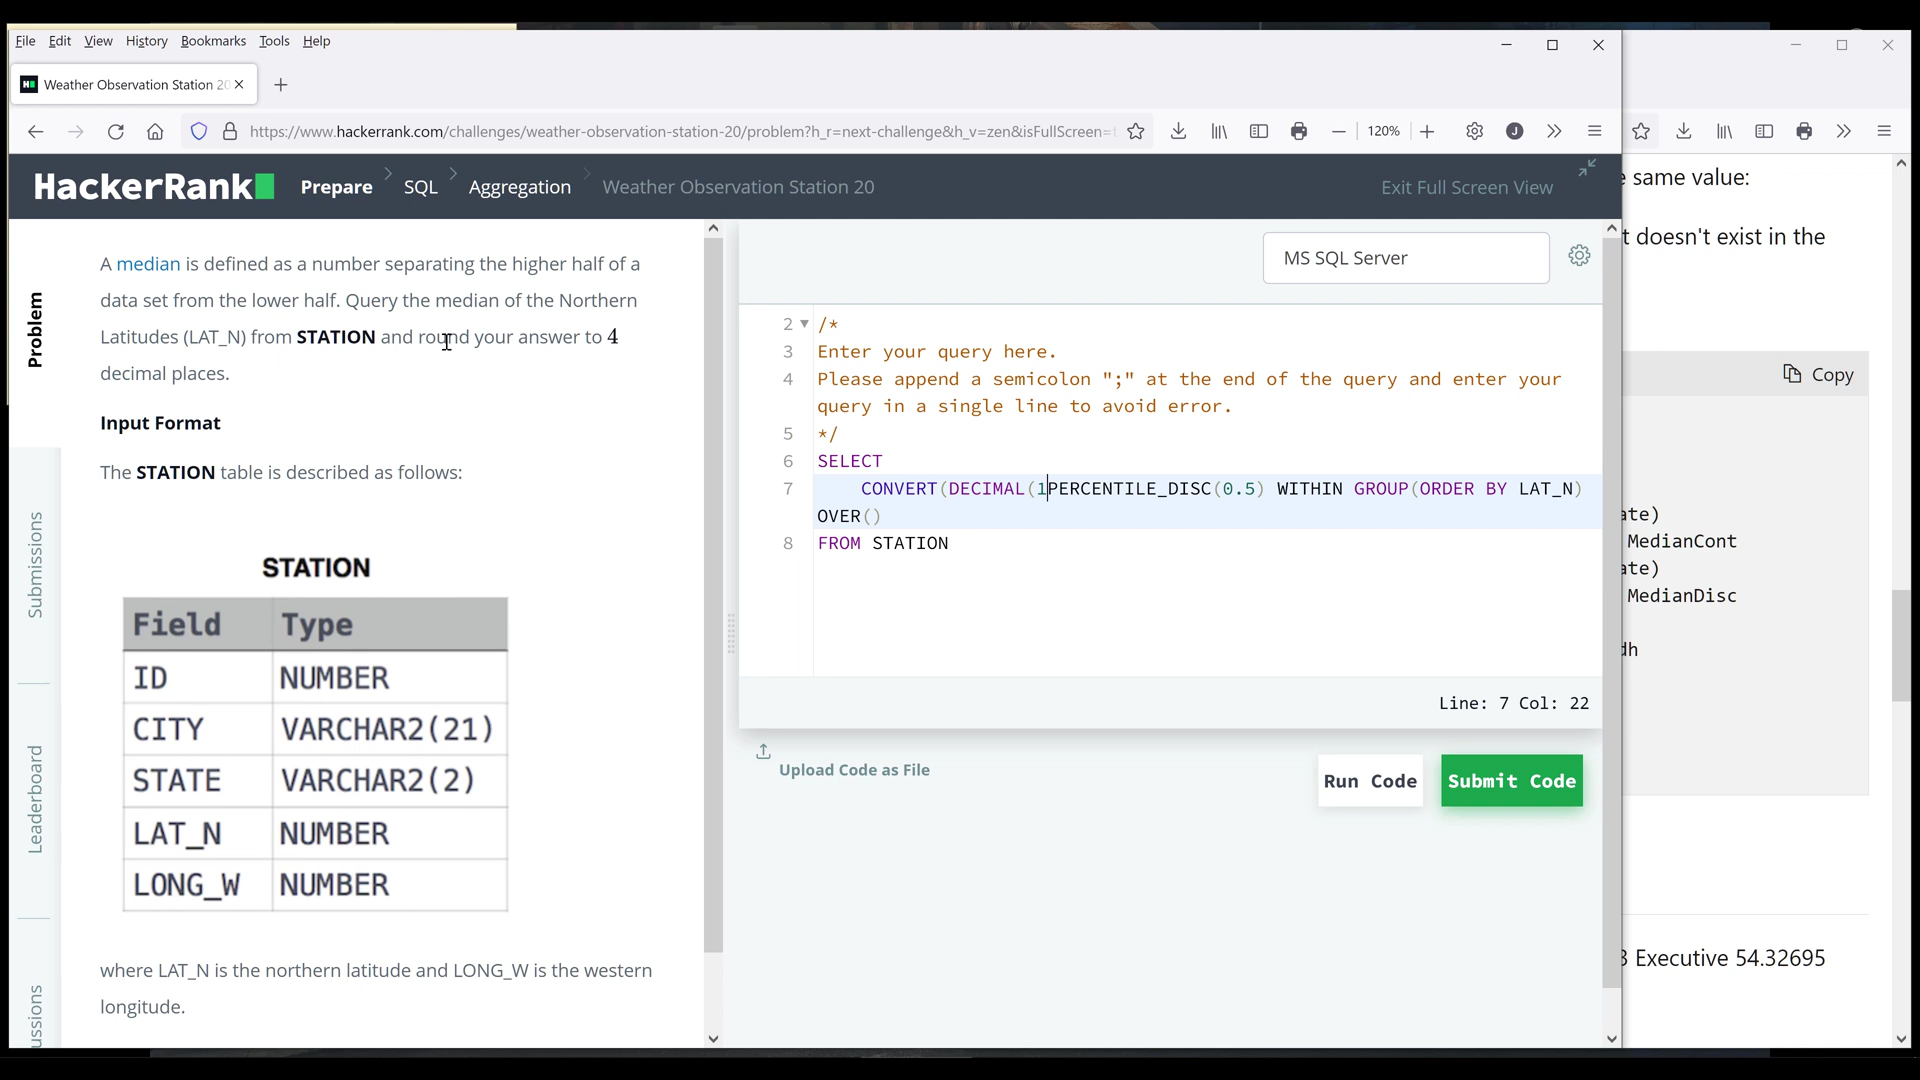 File Edit View History Bookmarks Tools Help
Weather Observation Station 20
https://www.hackerrank.com/challenges/weather-observation-station-20/problem?h_r=next-challenge&h_v=zen&isFullScreen=
120%
J
HackerRank Prepare SQL Aggregation Weather Observation Station 20 Exit Full Screen View
Problem
Submissions
Leaderboard
ussions
A median is defined as a number separating the higher half of a
data set from the lower half. Query the median of the Northern
Latitudes (LAT_N) from STATION and round your answer to 4
decimal places.
Input Format
The STATION table is described as follows:
STATION
Field Type
ID NUMBER
CITY VARCHAR2(21)
STATE VARCHAR2(2)
LAT_N NUMBER
LONG_W NUMBER
where LAT_N is the northern latitude and LONG_W is the western
longitude.
MS SQL Server
2 /*
3 Enter your query here.
4 Please append a semicolon ";" at the end of the query and enter your
query in a single line to avoid error.
5 */
6 SELECT
7 CONVERT(DECIMAL(1PERCENTILE_DISC(0.5) WITHIN GROUP(ORDER BY LAT_N)
OVER()
8 FROM STATION
Line: 7 Col: 22
Upload Code as File
Run Code
Submit Code
e same value:
t doesn't exist in the
Copy
ate)
MedianCont
ate)
MedianDisc
dh
3 Executive 54.32695